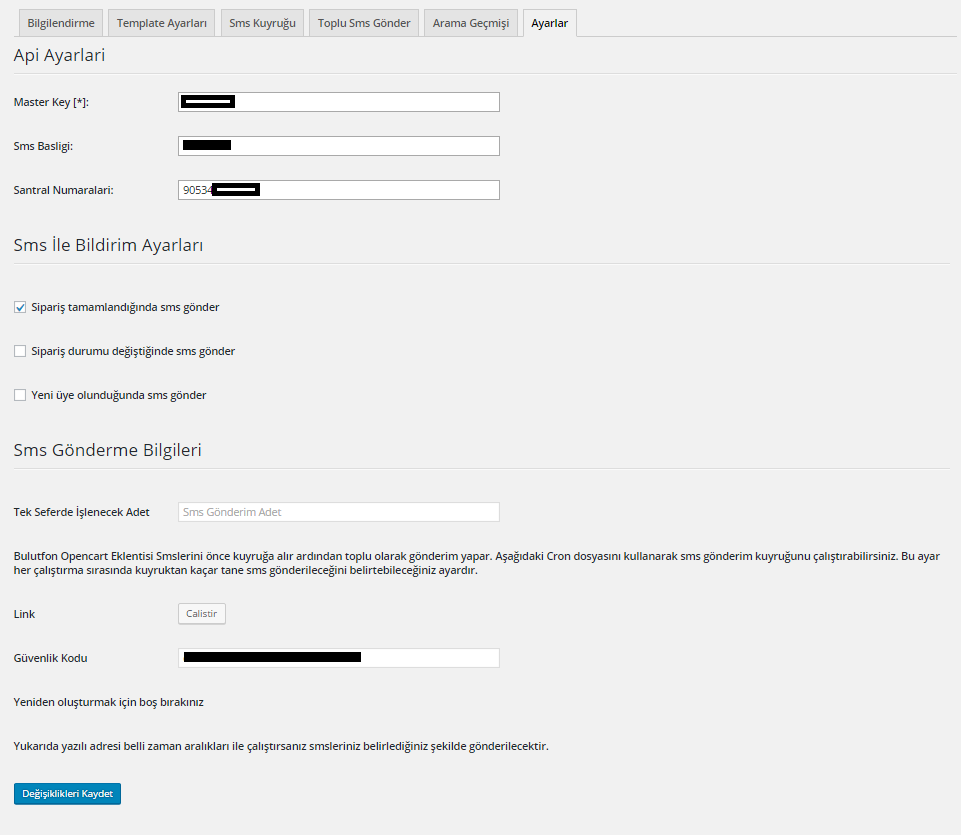 Bilgilendirme Template Ayarları Sms Kuyruğu Toplu Sms Gönder Arama Geçmişi Ayarlar
Api Ayarlari
Master Key [*]:
Sms Basligi:
Santral Numaralari: 90534
Sms İle Bildirim Ayarları
Sipariş tamamlandığında sms gönder
Sipariş durumu değiştiğinde sms gönder
Yeni üye olunduğunda sms gönder
Sms Gönderme Bilgileri
Tek Seferde İşlenecek Adet Sms Gönderim Adet
Bulutfon Opencart Eklentisi Smslerini önce kuyruğa alır ardından toplu olarak gönderim yapar. Aşağıdaki Cron dosyasını kullanarak sms gönderim kuyruğunu çalıştırabilirsiniz. Bu ayar
her çalıştırma sırasında kuyruktan kaçar tane sms gönderileceğini belirtebileceğiniz ayardır.
Link Calistir
Güvenlik Kodu
Yeniden oluşturmak için boş bırakınız
Yukarıda yazılı adresi belli zaman aralıkları ile çalıştırsanız smsleriniz belirlediğiniz şekilde gönderilecektir.
Değişiklikleri Kaydet